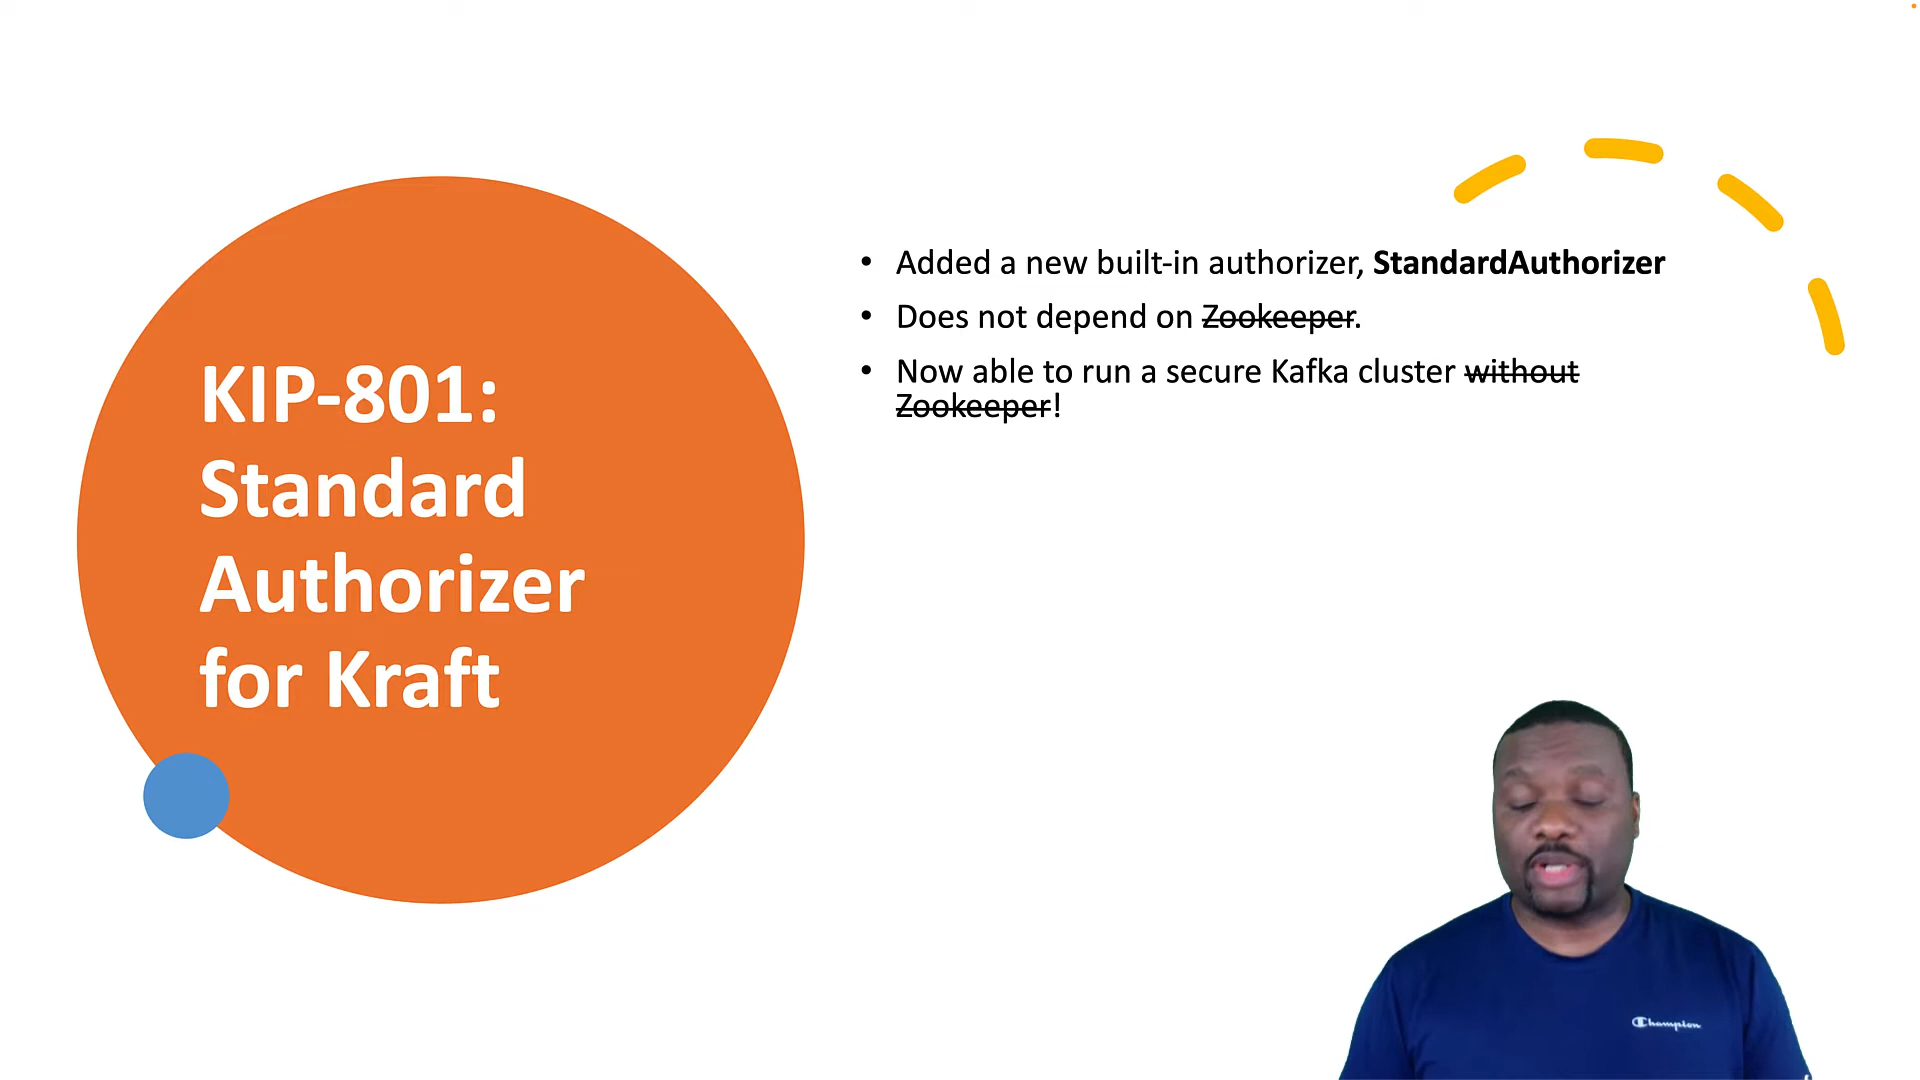 KIP-801:
Standard
Authorizer
for Kraft
• Added a new built-in authorizer, StandardAuthorizer
• Does not depend on Zookeeper.
• Now able to run a secure Kafka cluster without
Zookeeper!
Champion